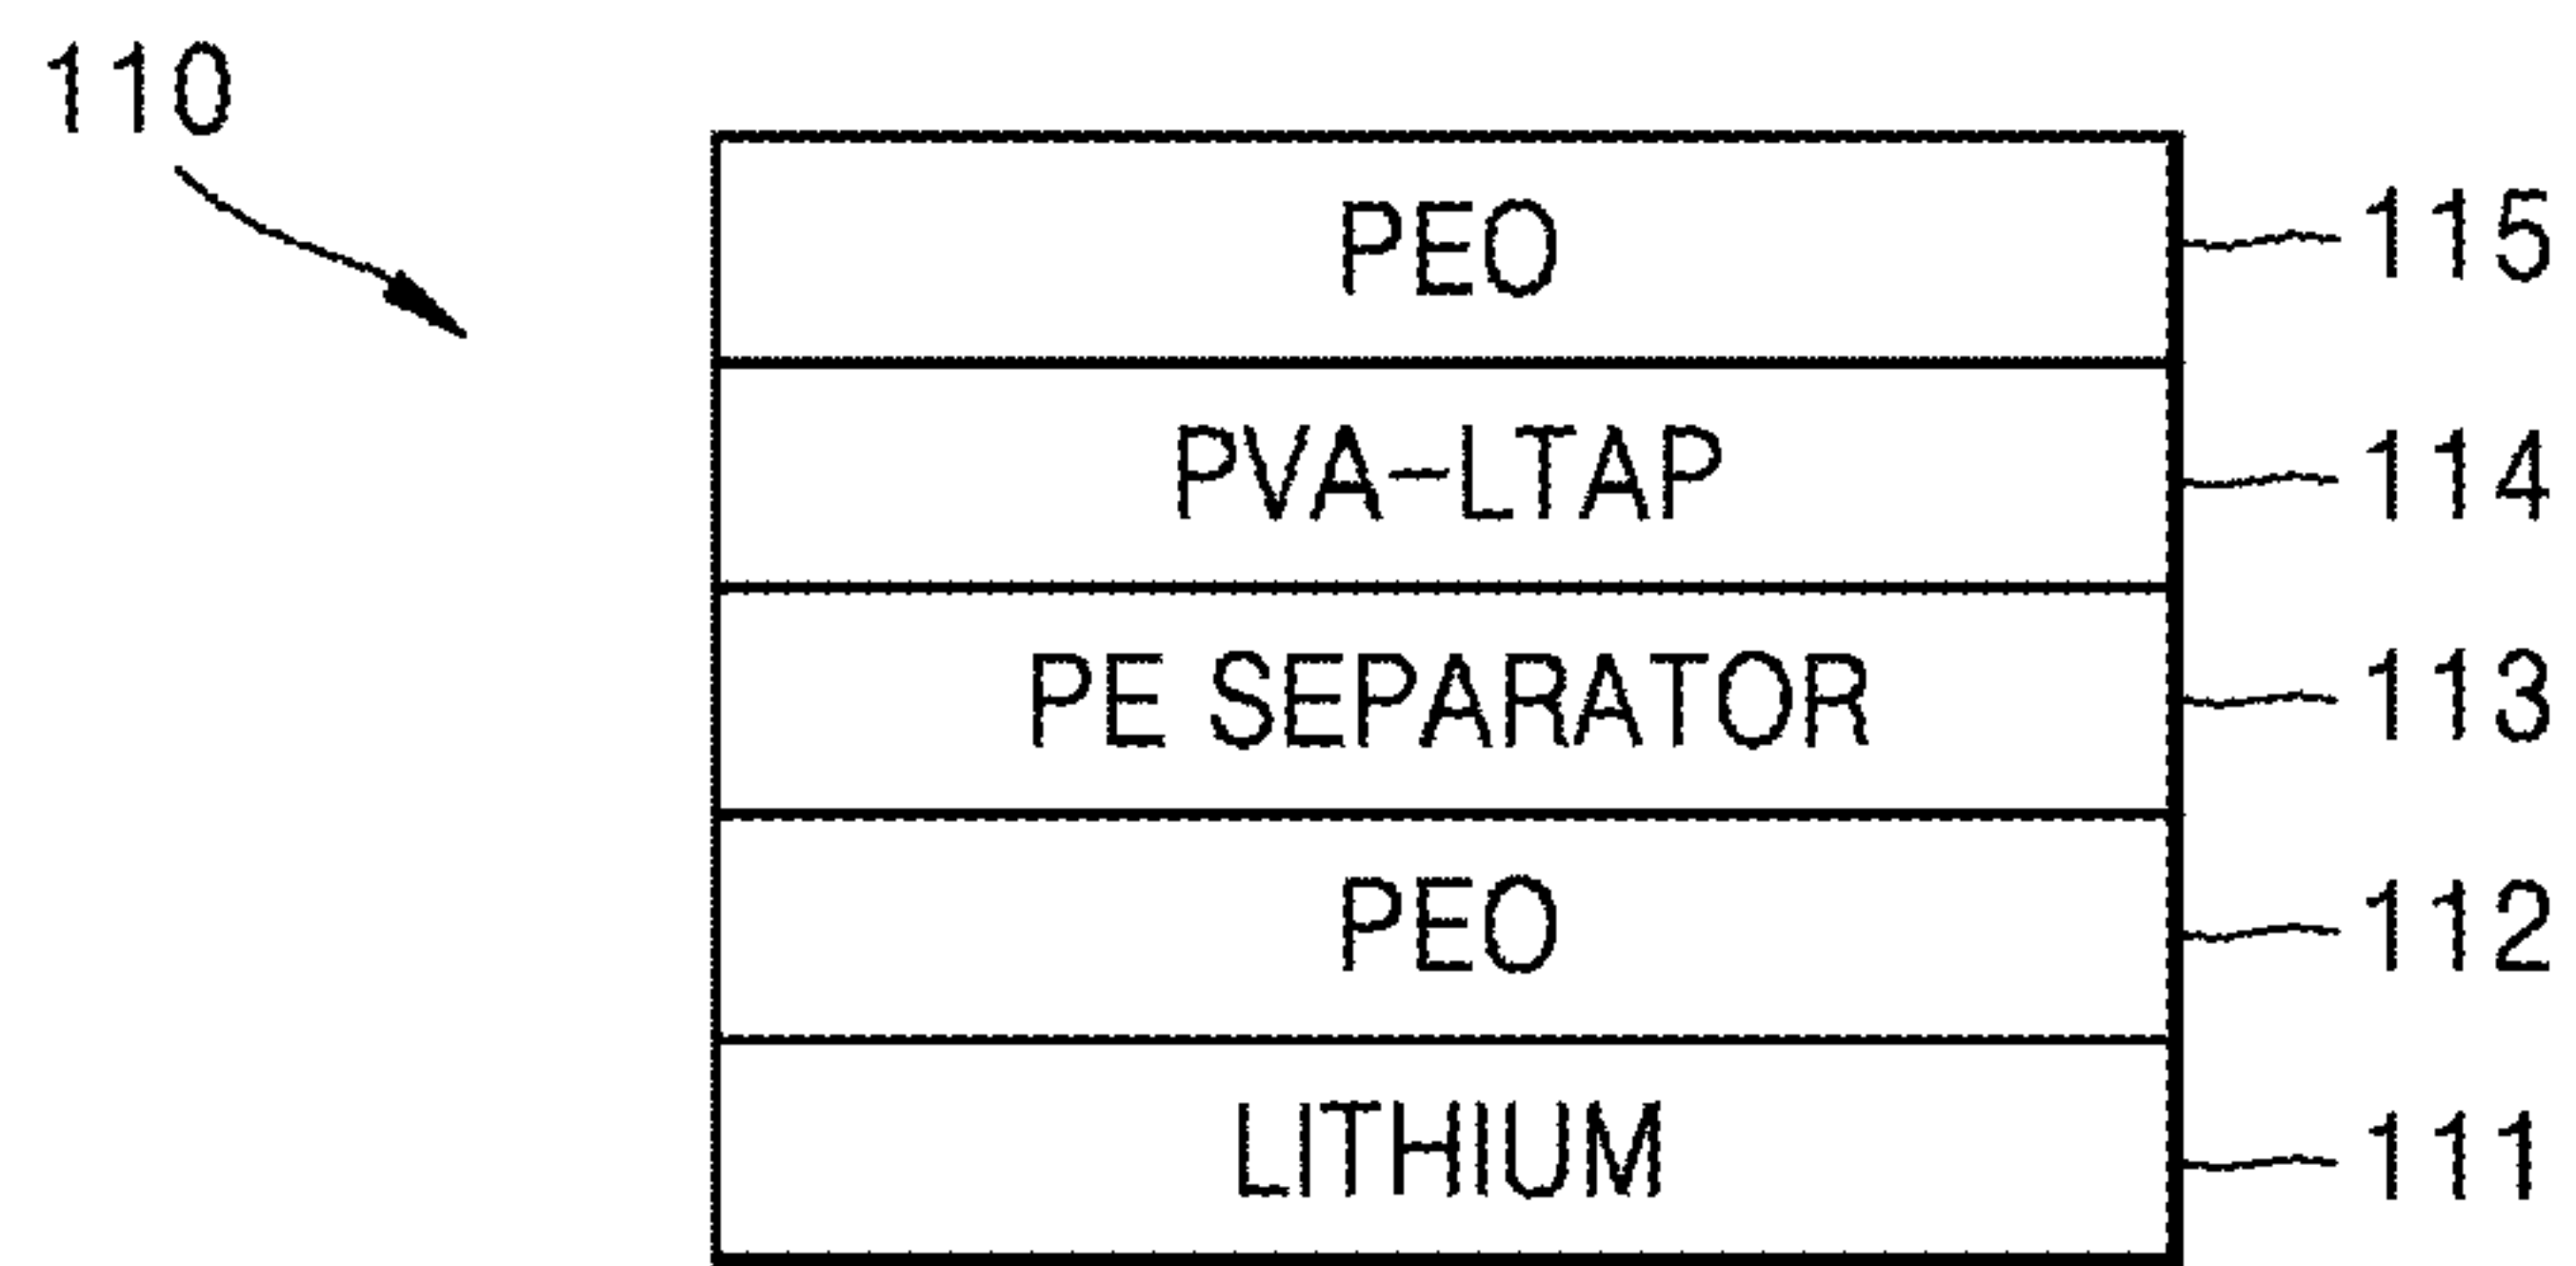 110
PEO 115
PVA-LTAP 114
PE SEPARATOR 113
PEO 112
LITHIUM 111